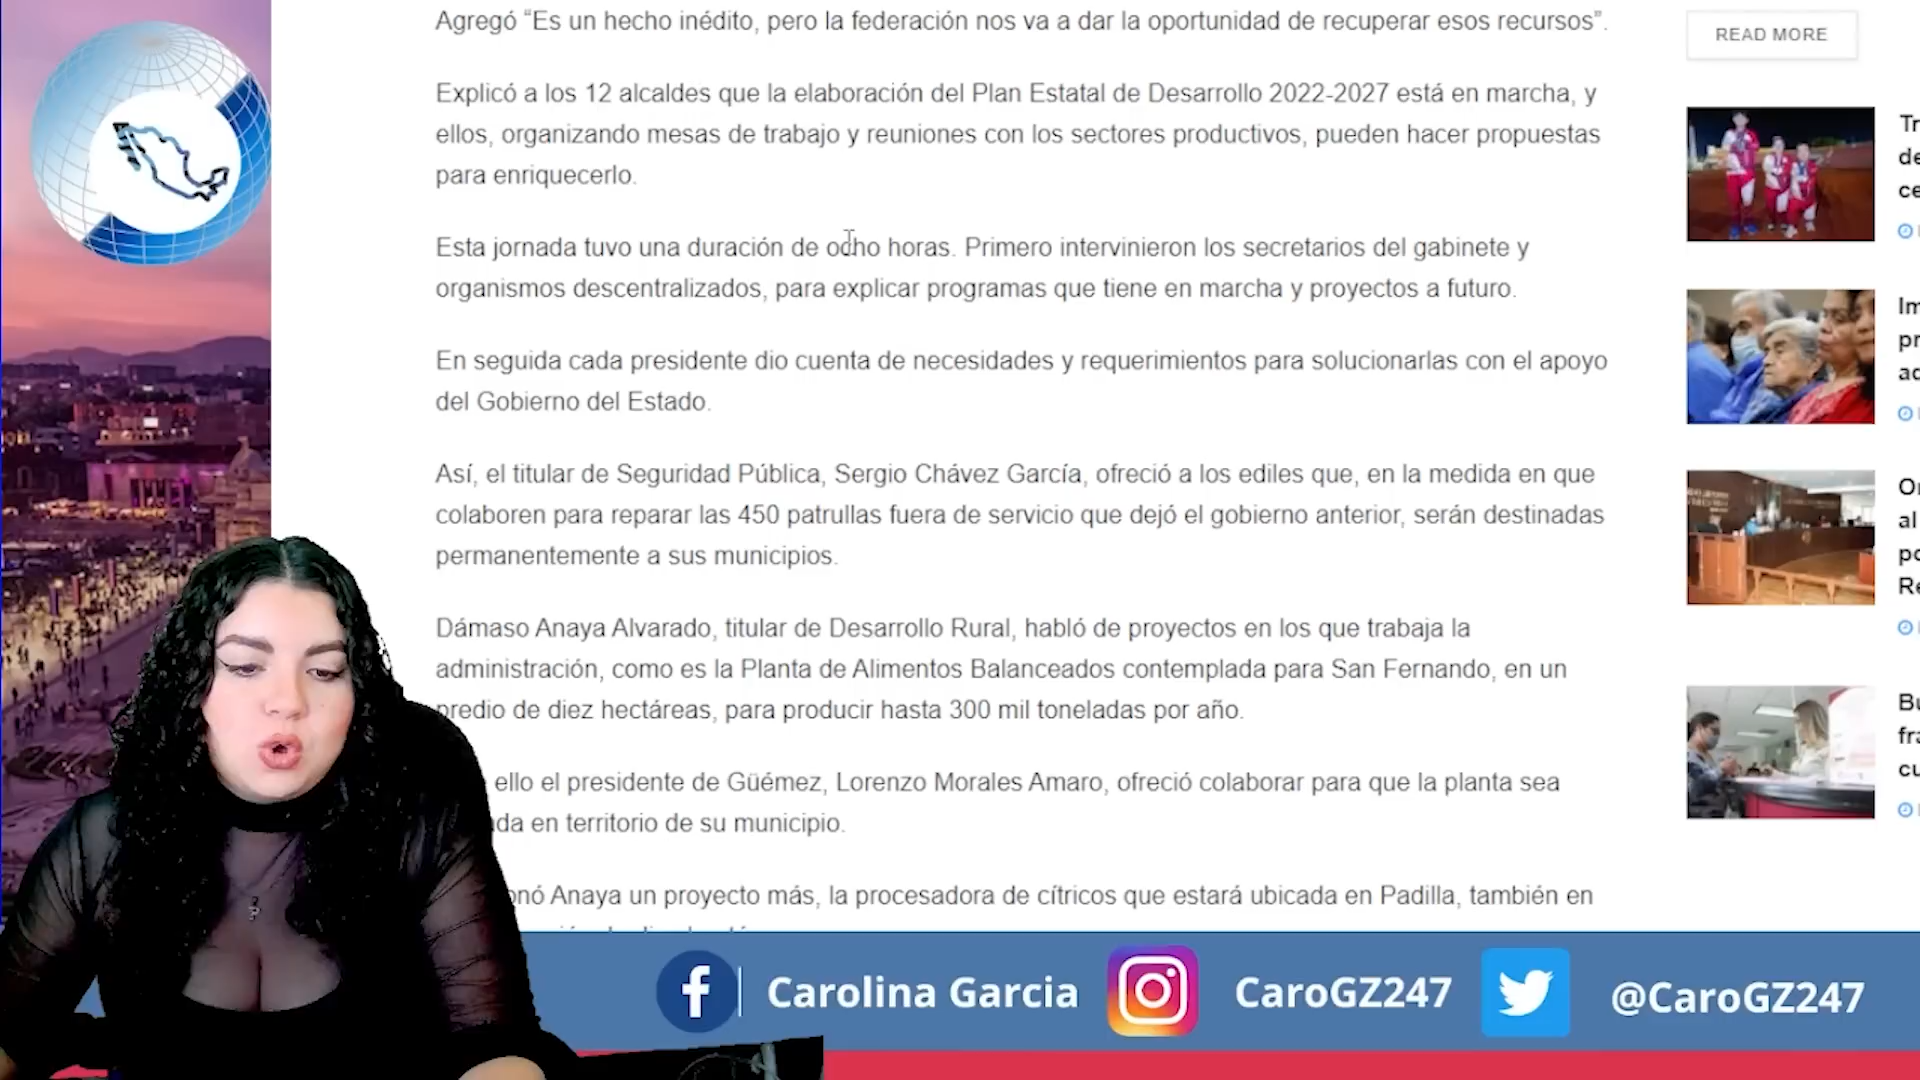 Agregó “Es un hecho inédito, pero la federación nos va a dar la oportunidad de recuperar esos recursos”.
Explicó a los 12 alcaldes que la elaboración del Plan Estatal de Desarrollo 2022-2027 está en marcha, y
ellos, organizando mesas de trabajo y reuniones con los sectores productivos, pueden hacer propuestas
para enriquecerlo.
Esta jornada tuvo una duración de ocho horas. Primero intervinieron los secretarios del gabinete y
organismos descentralizados, para explicar programas que tiene en marcha y proyectos a futuro.
En seguida cada presidente dio cuenta de necesidades y requerimientos para solucionarlas con el apoyo
del Gobierno del Estado.
Así, el titular de Seguridad Pública, Sergio Chávez García, ofreció a los ediles que, en la medida en que
colaboren para reparar las 450 patrullas fuera de servicio que dejó el gobierno anterior, serán destinadas
permanentemente a sus municipios.
Dámaso Anaya Alvarado, titular de Desarrollo Rural, habló de proyectos en los que trabaja la
administración, como es la Planta de Alimentos Balanceados contemplada para San Fernando, en un
predio de diez hectáreas, para producir hasta 300 mil toneladas por año.
ello el presidente de Güémez, Lorenzo Morales Amaro, ofreció colaborar para que la planta sea
en territorio de su municipio.
Anaya un proyecto más, la procesadora de cítricos que estará ubicada en Padilla, también en
READ MORE
Carolina Garcia
CaroGZ247
@CaroGZ247